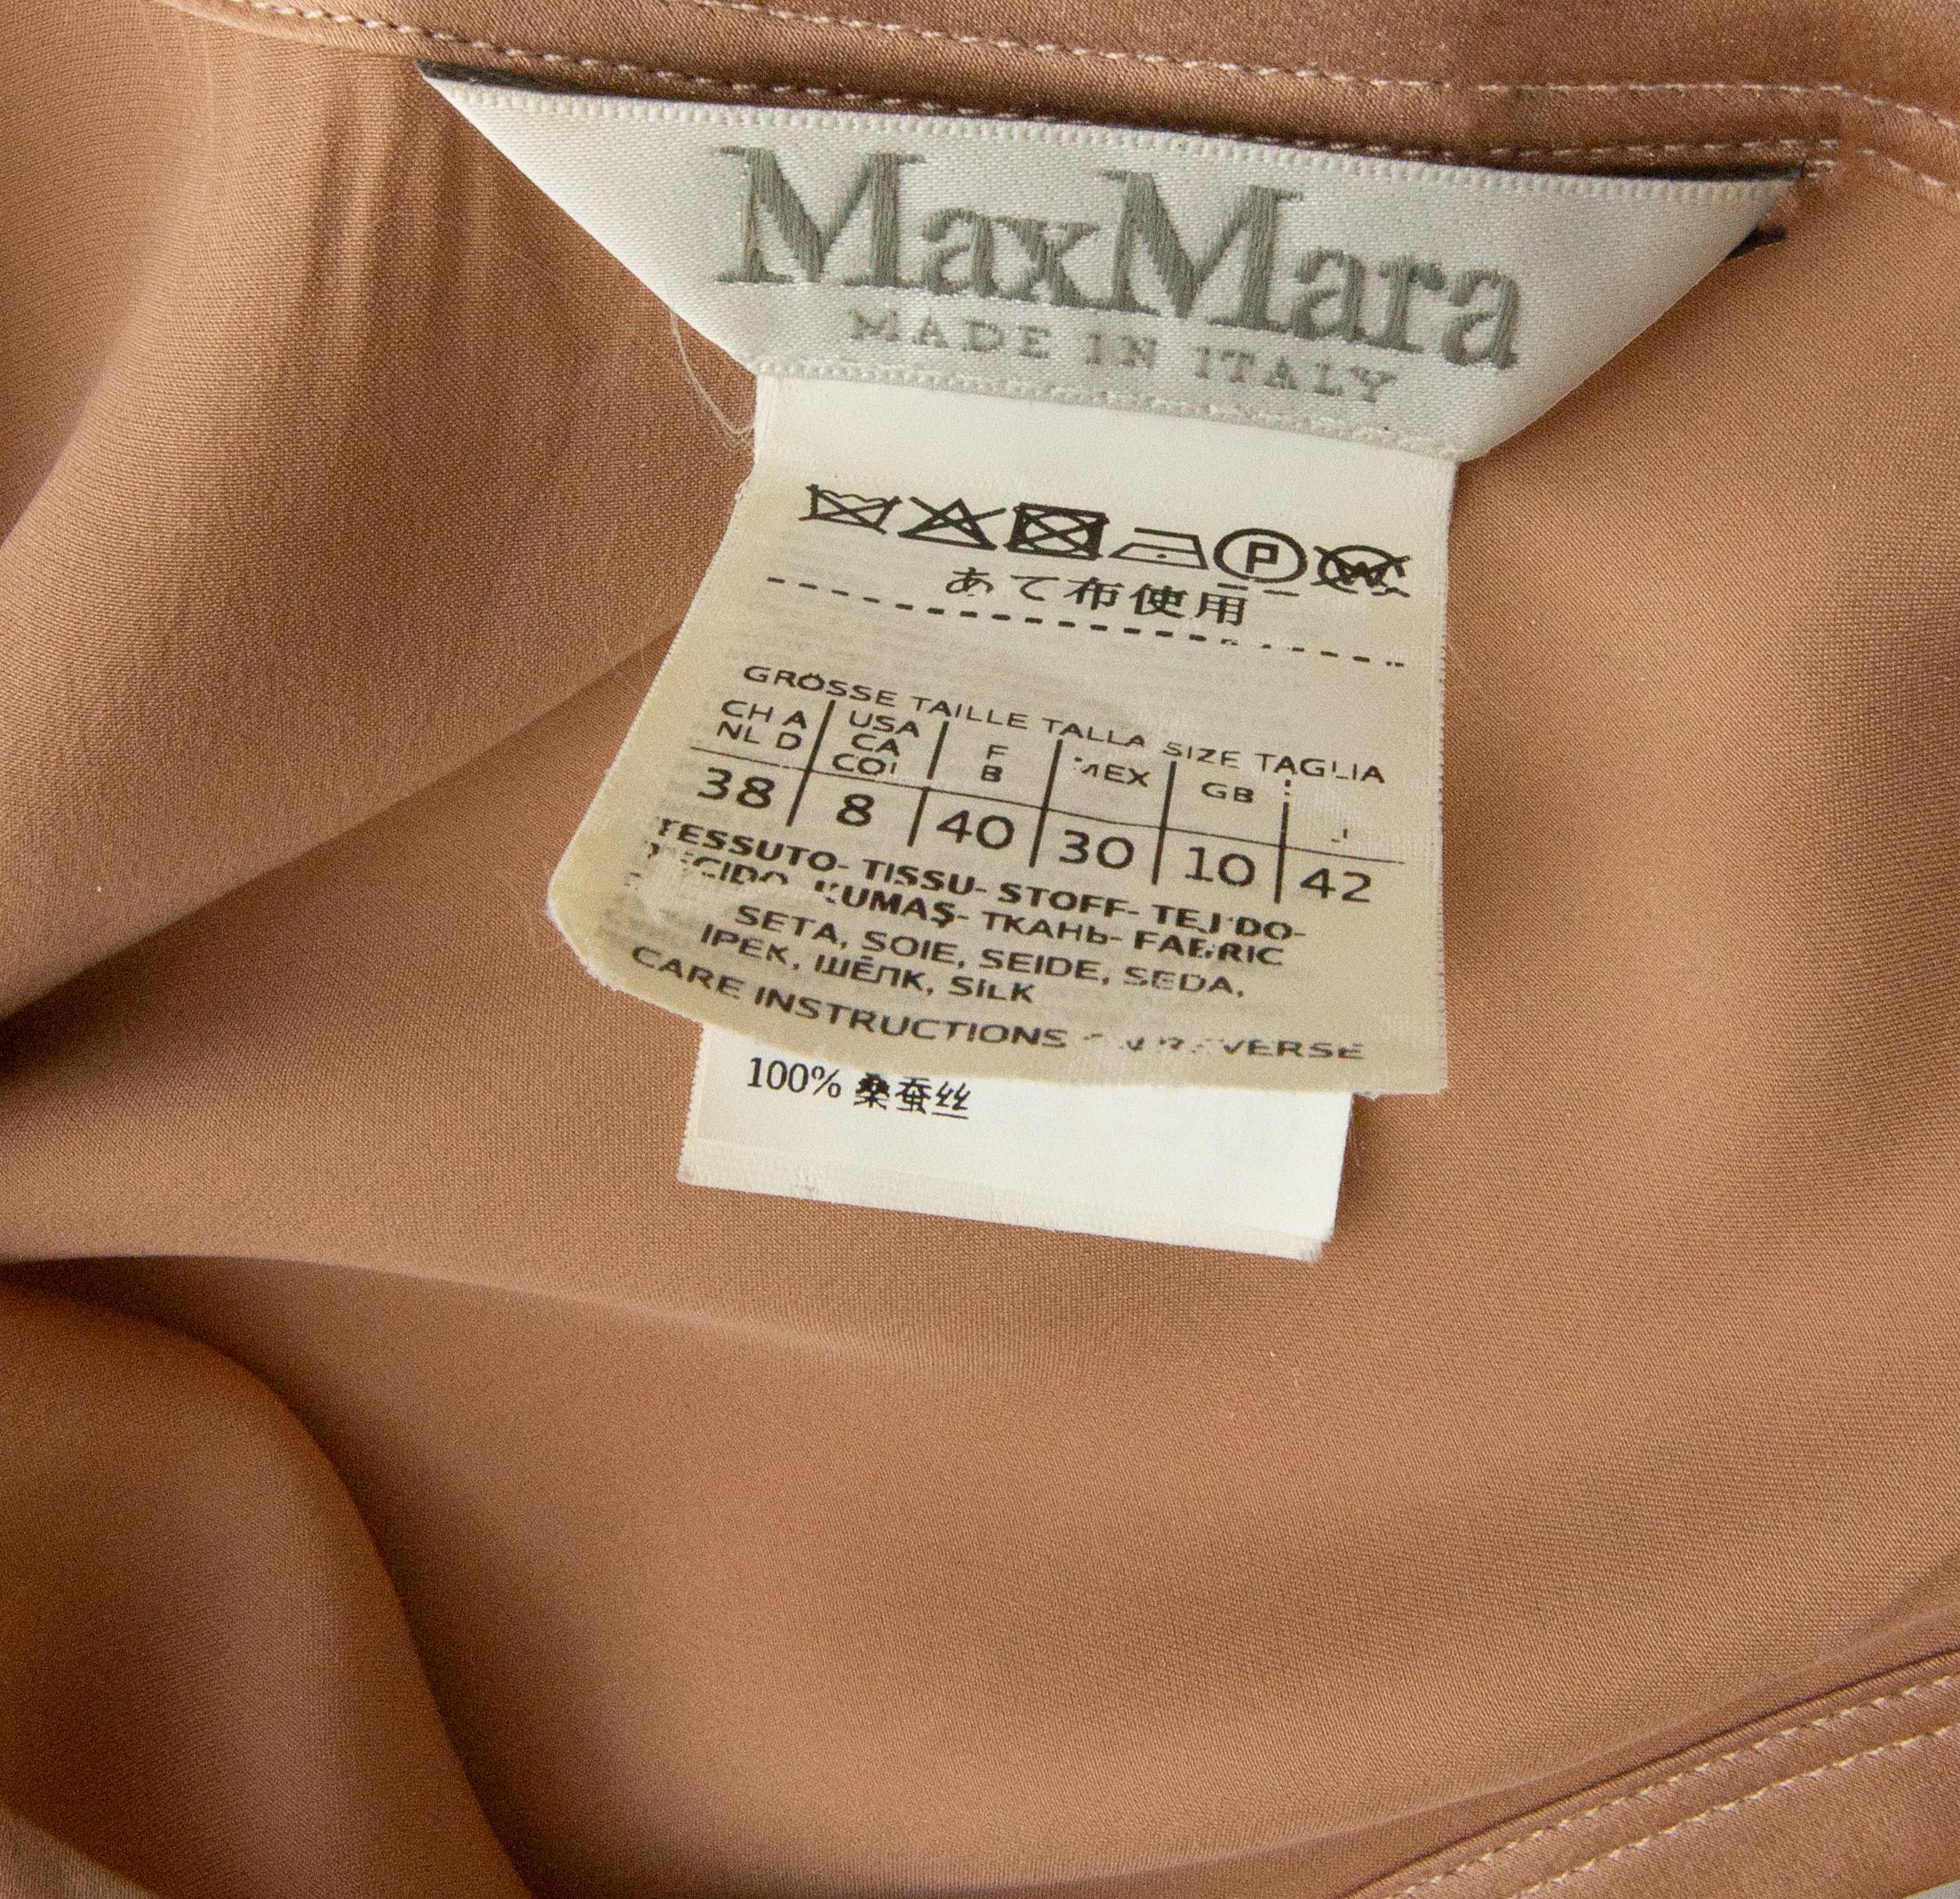 MaxMara
MADE IN ITALY
P W
あて布使用
GRÖSSE TAILLE TALLA SIZE TAGLIA
CH A USA F MEX GB
NL D CA B
38 8 40 30 10 42
TESSUTO- TISSU- STOFF- TEJIDO-
KUMAŞ- ТКАНЬ- FABRIC
SETA, SOIE, SEIDE, SEDA,
IPEK, ШЁЛК, SILK
CARE INSTRUCTIONS
100% 桑蚕丝